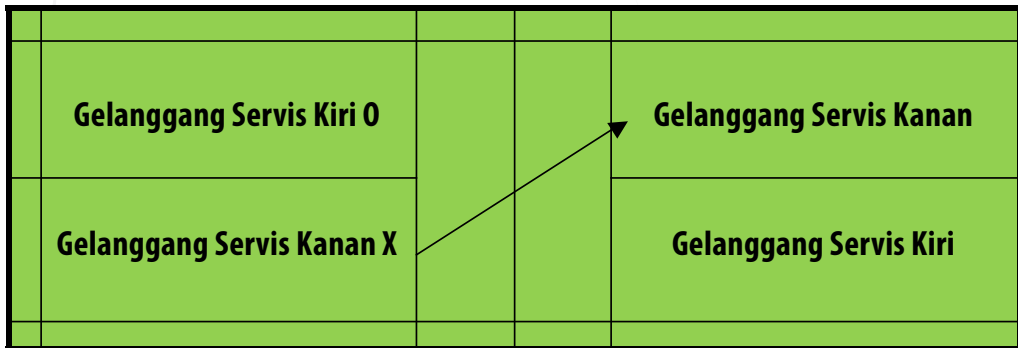 Gelanggang Servis Kiri O
Gelanggang Servis Kanan
Gelanggang Servis Kanan X
Gelanggang Servis Kiri